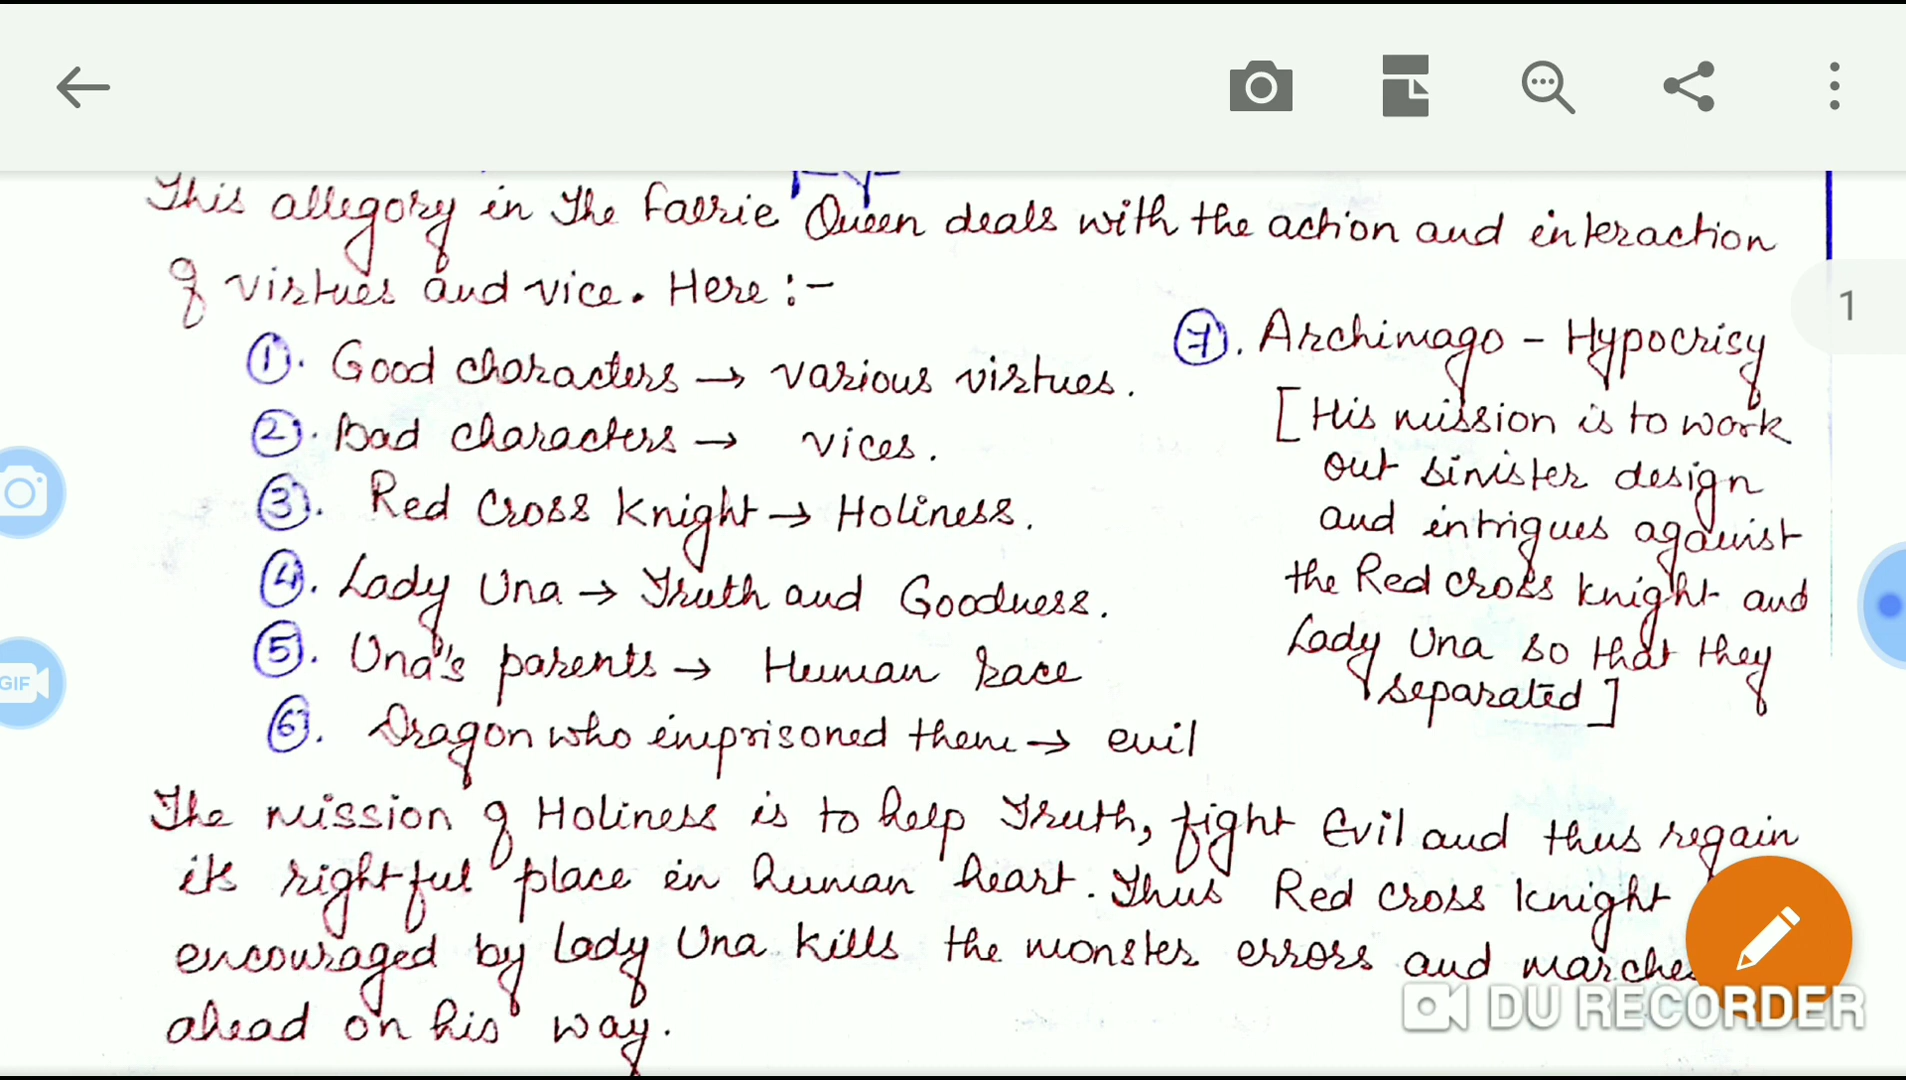 This allegory in The Faerie Queen deals with the action and interaction
of virtues and vice. Here :-
1. Good characters → various virtues.
2. Bad characters → vices.
3. Red Cross Knight → Holiness.
4. Lady Una → Truth and Goodness.
5. Una's parents → Human race
6. Dragon who imprisoned them → evil
7. Archimago - Hypocrisy
[His mission is to work
out sinister design
and intrigues against
the Red cross knight and
Lady Una so that they
separated]
The mission of Holiness is to help Truth, fight Evil and thus regain
its rightful place in human heart. Thus Red cross knight
encouraged by Lady Una kills the monster errors and marche
ahead on his way.
1
GIF
DU RECORDER